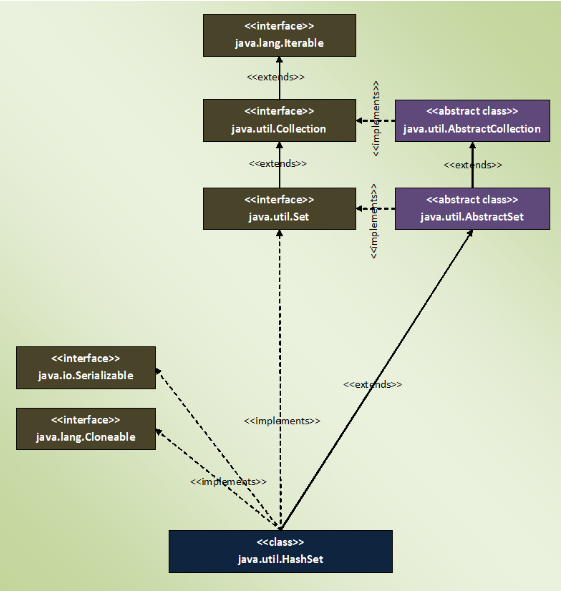 <<interface>>
java.lang.Iterable
<<extends>>
<<interface>>
java.util.Collection
<<implements>>
<<abstract class>>
java.util.AbstractCollection
<<extends>>
<<extends>>
<<interface>>
java.util.Set
<<implements>>
<<abstract class>>
java.util.AbstractSet
<<interface>>
java.io.Serializable
<<extends>>
<<interface>>
java.lang.Cloneable
<<implements>>
<<implements>>
<<class>>
java.util.HashSet